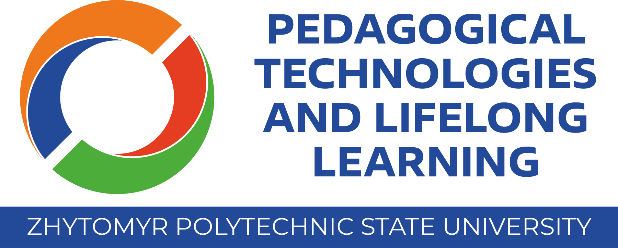 PEDAGOGICAL
TECHNOLOGIES
AND LIFELONG
LEARNING
ZHYTOMYR POLYTECHNIC STATE UNIVERSITY